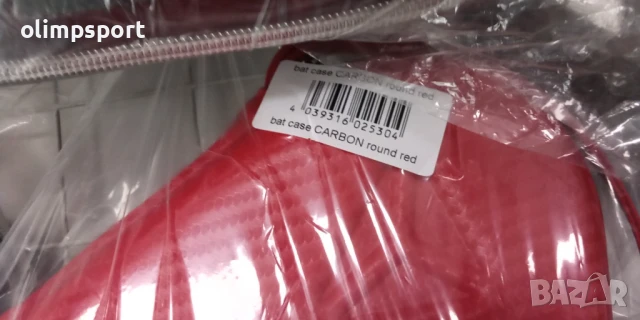 olimpsport
bat case CARBON round red
4 039316 025304
bat case CARBON round red
BAZAR